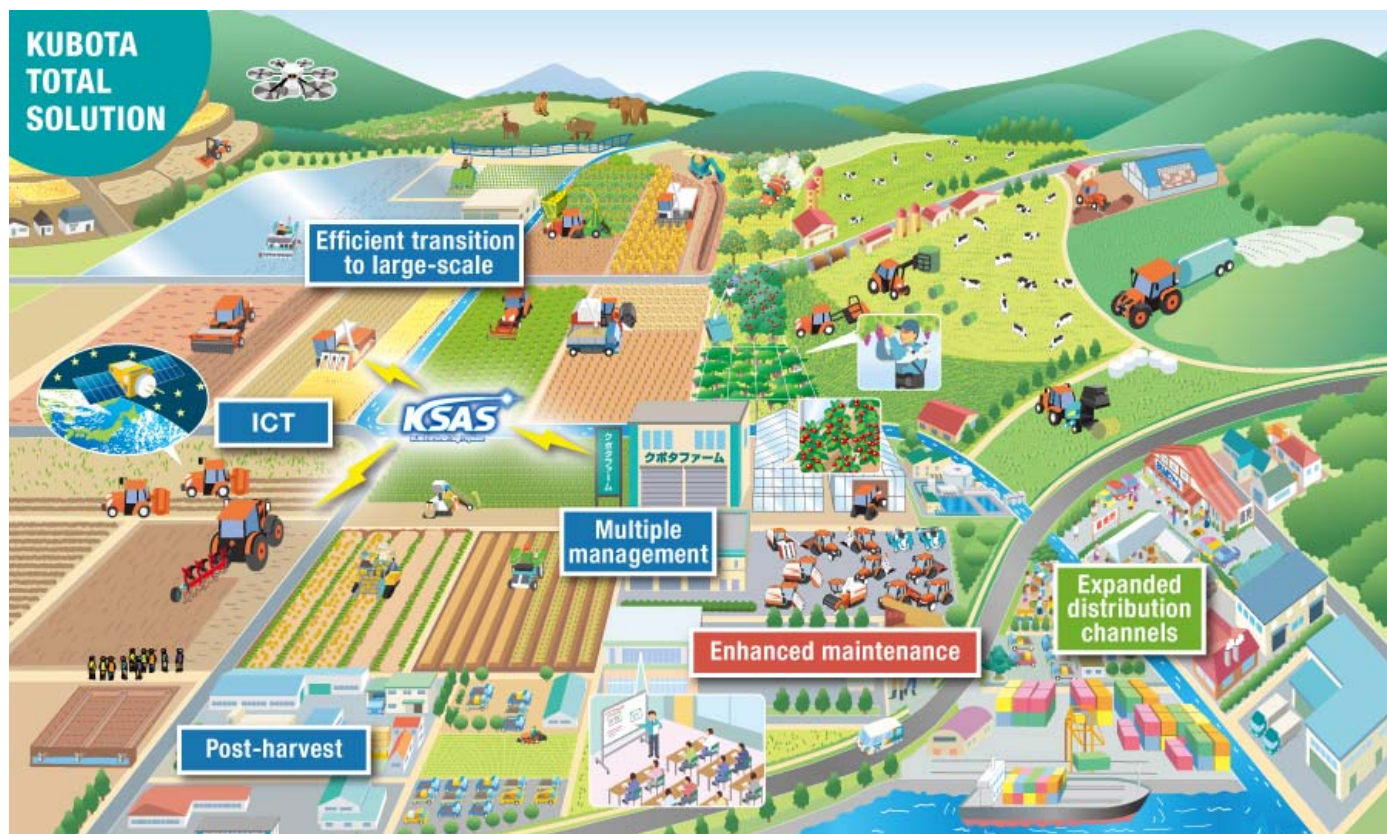 KUBOTA
TOTAL
SOLUTION
Efficient transition
to large-scale
ICT
KSAS
クボタファーム
クボタファーム
Multiple
management
Expanded
distribution
channels
Enhanced maintenance
Post-harvest